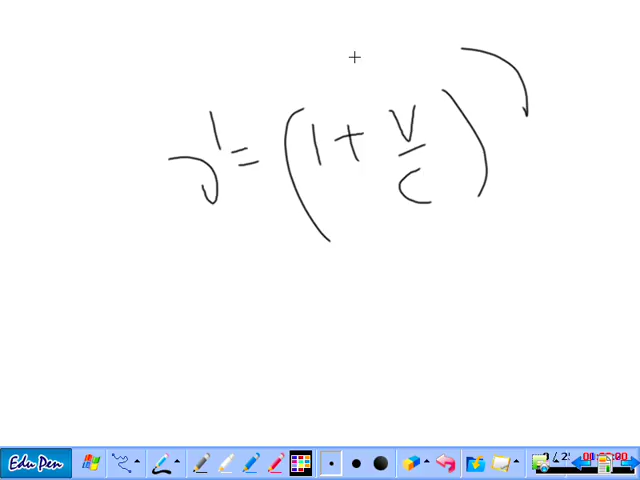 ν' = (1 + v/c)
Edu Pen